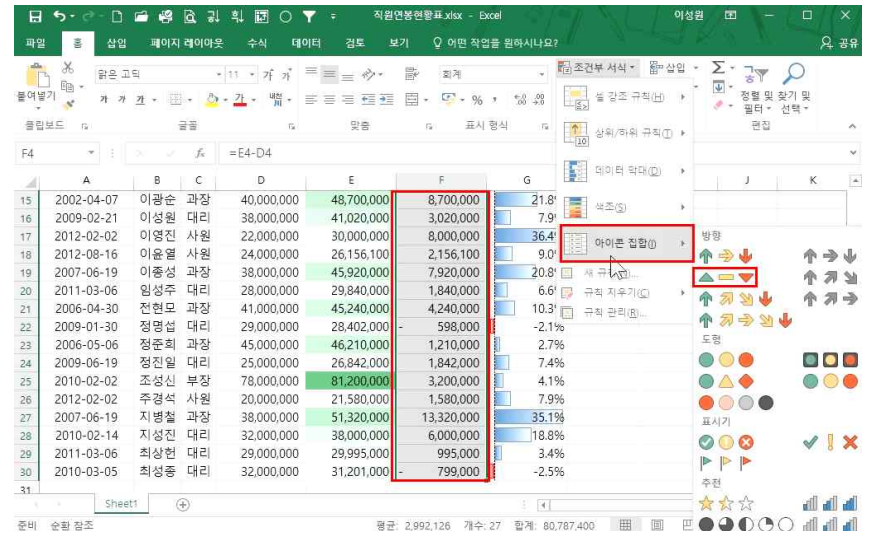 직원연봉현황표.xlsx - Excel 이성원
파일 홈 삽입 페이지 레이아웃 수식 데이터 검토 보기 어떤 작업을 원하시나요? 공유
붙여넣기 맑은 고딕 11 가 가 회계 조건부 서식 삽입
가 가 가 가 내천 % , 정렬 및 필터 찾기 및 선택
클립보드 글꼴 맞춤 표시 형식 편집
셀 강조 규칙(H)
상위/하위 규칙(T)
데이터 막대(D)
색조(S)
아이콘 집합(I)
새 규칙(N)...
규칙 지우기(C)
규칙 관리(R)...
방향
도형
표시기
추천
F4 fx =E4-D4
A B C D E F G J K
15 2002-04-07 이광순 과장 40,000,000 48,700,000 8,700,000 21.8%
16 2009-02-21 이성원 대리 38,000,000 41,020,000 3,020,000 7.9%
17 2012-02-02 이영진 사원 22,000,000 30,000,000 8,000,000 36.4%
18 2012-08-16 이윤열 사원 24,000,000 26,156,100 2,156,100 9.0%
19 2007-06-19 이종성 과장 38,000,000 45,920,000 7,920,000 20.8%
20 2011-03-06 임성주 대리 28,000,000 29,840,000 1,840,000 6.6%
21 2006-04-30 전현모 과장 41,000,000 45,240,000 4,240,000 10.3%
22 2009-01-30 정명섭 대리 29,000,000 28,402,000 - 598,000 -2.1%
23 2006-05-06 정준희 과장 45,000,000 46,210,000 1,210,000 2.7%
24 2009-06-19 정진일 대리 25,000,000 26,842,000 1,842,000 7.4%
25 2010-02-02 조성신 부장 78,000,000 81,200,000 3,200,000 4.1%
26 2012-02-02 주경석 사원 20,000,000 21,580,000 1,580,000 7.9%
27 2007-06-19 지병철 과장 38,000,000 51,320,000 13,320,000 35.1%
28 2010-02-14 지성진 대리 32,000,000 38,000,000 6,000,000 18.8%
29 2011-03-06 최상헌 대리 29,000,000 29,995,000 995,000 3.4%
30 2010-03-05 최성종 대리 32,000,000 31,201,000 - 799,000 -2.5%
31
Sheet1
준비 순환 참조 평균: 2,992,126 개수: 27 합계: 80,787,400